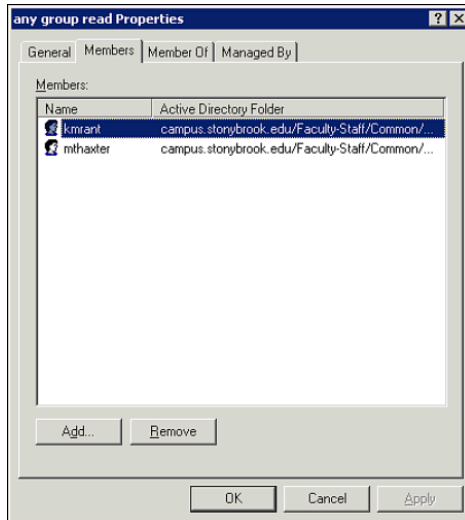 any group read Properties
General Members Member Of Managed By
Members:
Name Active Directory Folder
kmrant campus.stonybrook.edu/Faculty-Staff/Common/...
mthaxter campus.stonybrook.edu/Faculty-Staff/Common/...
Add... Remove
OK Cancel Apply